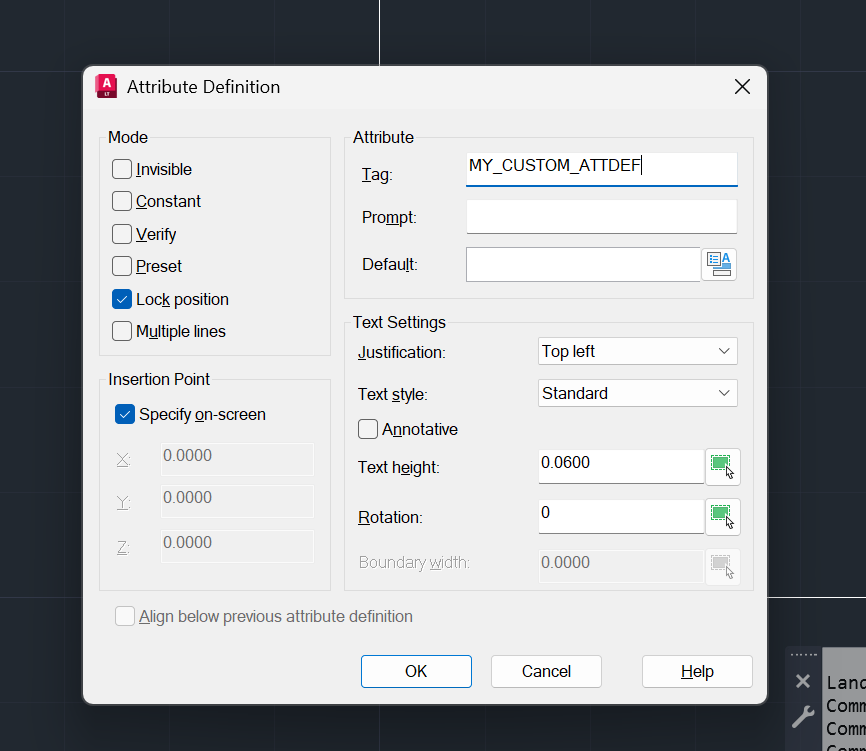 A
LT
Attribute Definition
Mode
Invisible
Constant
Verify
Preset
Lock position
Multiple lines
Insertion Point
Specify on-screen
X:
0.0000
Y:
0.0000
Z:
0.0000
Attribute
Tag:
MY_CUSTOM_ATTDEF
Prompt:
Default:
A
Text Settings
Justification:
Top left
Text style:
Standard
Annotative
Text height:
0.0600
Rotation:
0
Boundary width:
0.0000
Align below previous attribute definition
OK
Cancel
Help
Land
Comm
Comm